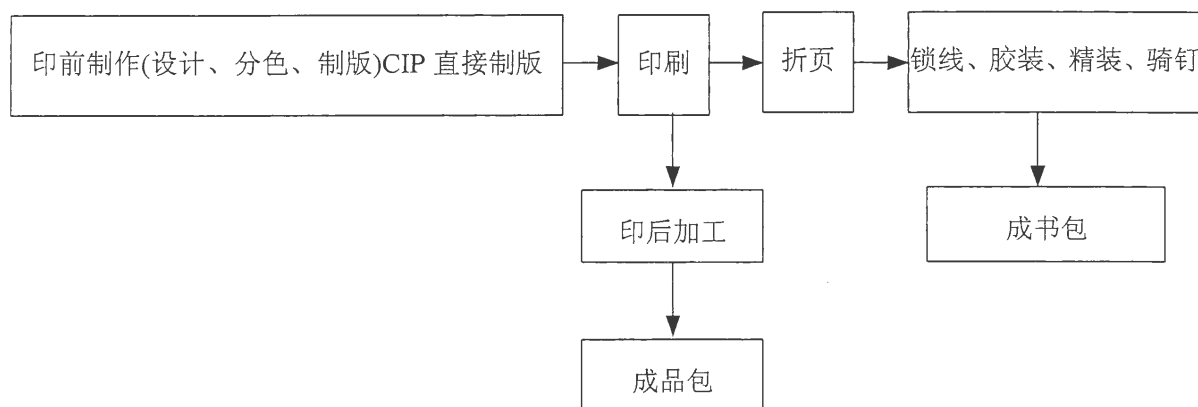 印前制作(设计、分色、制版)CIP 直接制版
印刷
折页
锁线、胶装、精装、骑钉
印后加工
成书包
成品包